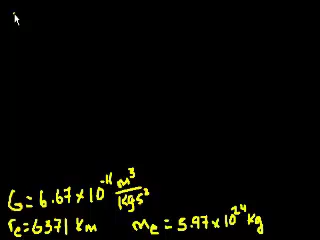 G = 6.67 × 10⁻¹¹ m³/kgs²
rₑ = 6371 km mₑ = 5.97 × 10²⁴ kg